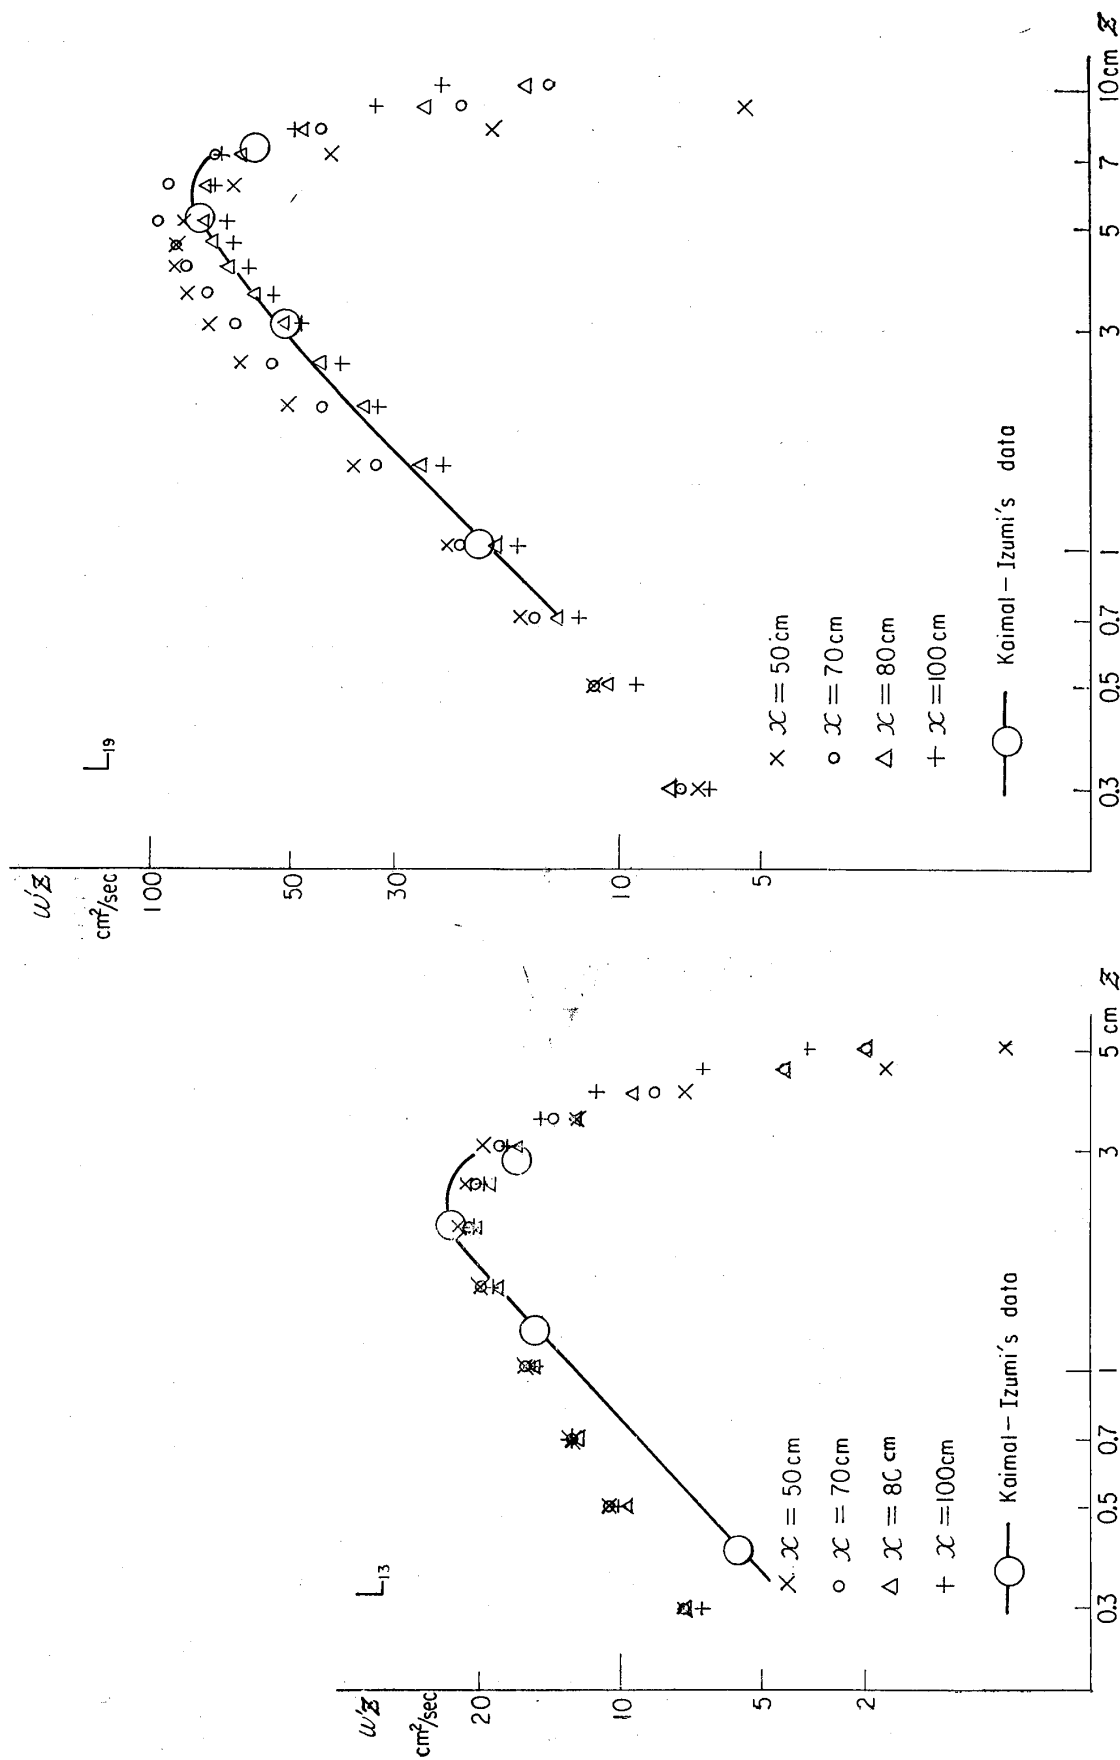 w'z
cm²/sec
L₁₉
100
50
30
10
5
0.3
0.5
0.7
1
3
5
7
10 cm z
× x = 50 cm
○ x = 70 cm
△ x = 80 cm
+ x = 100 cm
Kaimal – Izumi's data
w'z
cm²/sec
L₁₃
20
10
5
2
0.3
0.5
0.7
1
3
5 cm z
× x = 50 cm
○ x = 70 cm
△ x = 80 cm
+ x = 100 cm
Kaimal – Izumi's data